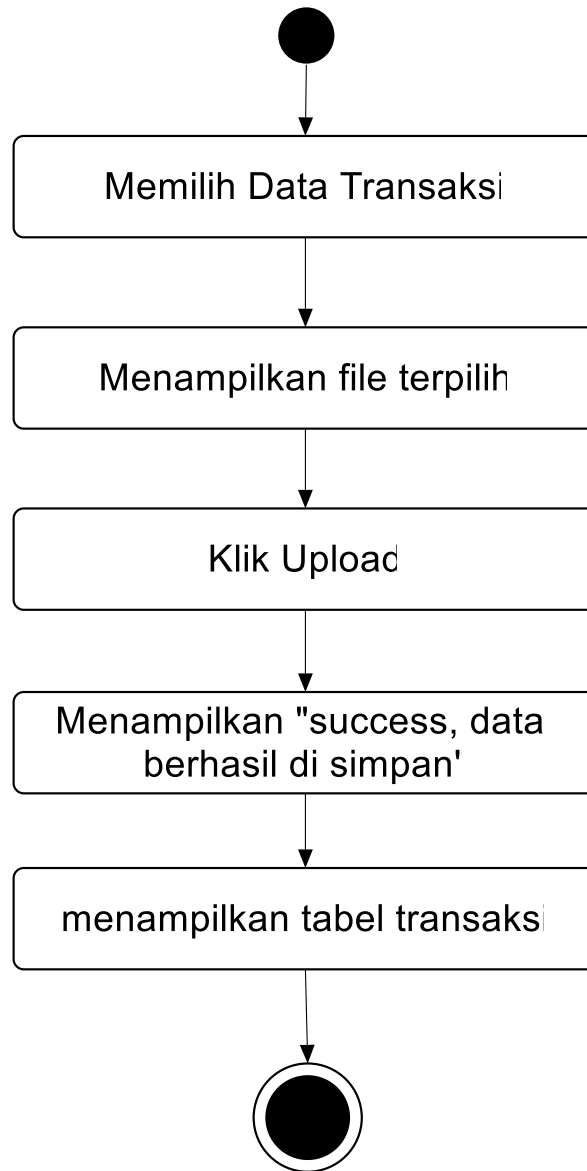 Memilih Data Transaksi
Menampilkan file terpilih
Klik Upload
Menampilkan "success, data
berhasil di simpan'
menampilkan tabel transaksi